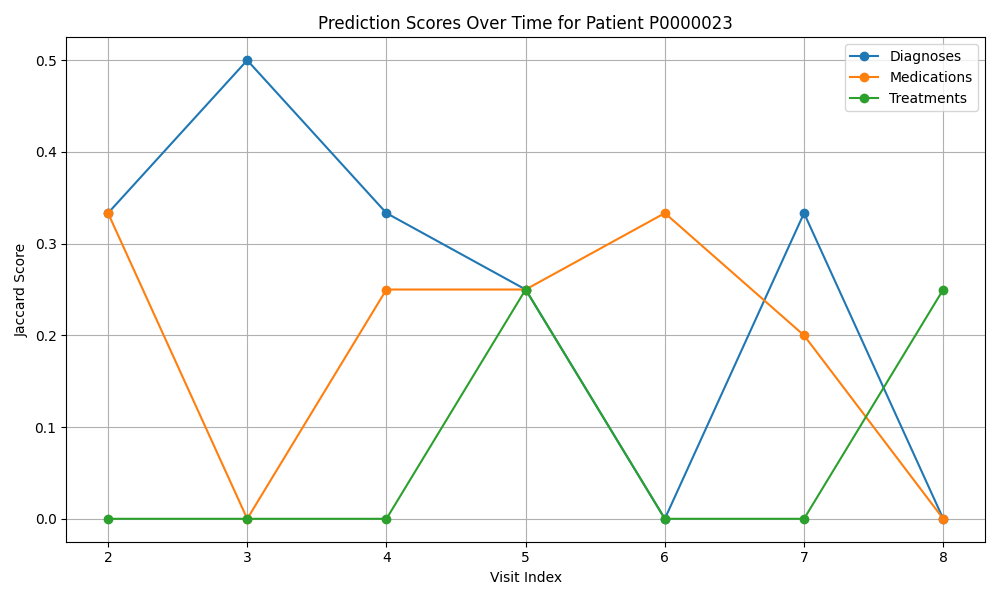 Prediction Scores Over Time for Patient P0000023
Diagnoses
Medications
Treatments
Jaccard Score
0.5
0.4
0.3
0.2
0.1
0.0
2 3 4 5 6 7 8
Visit Index